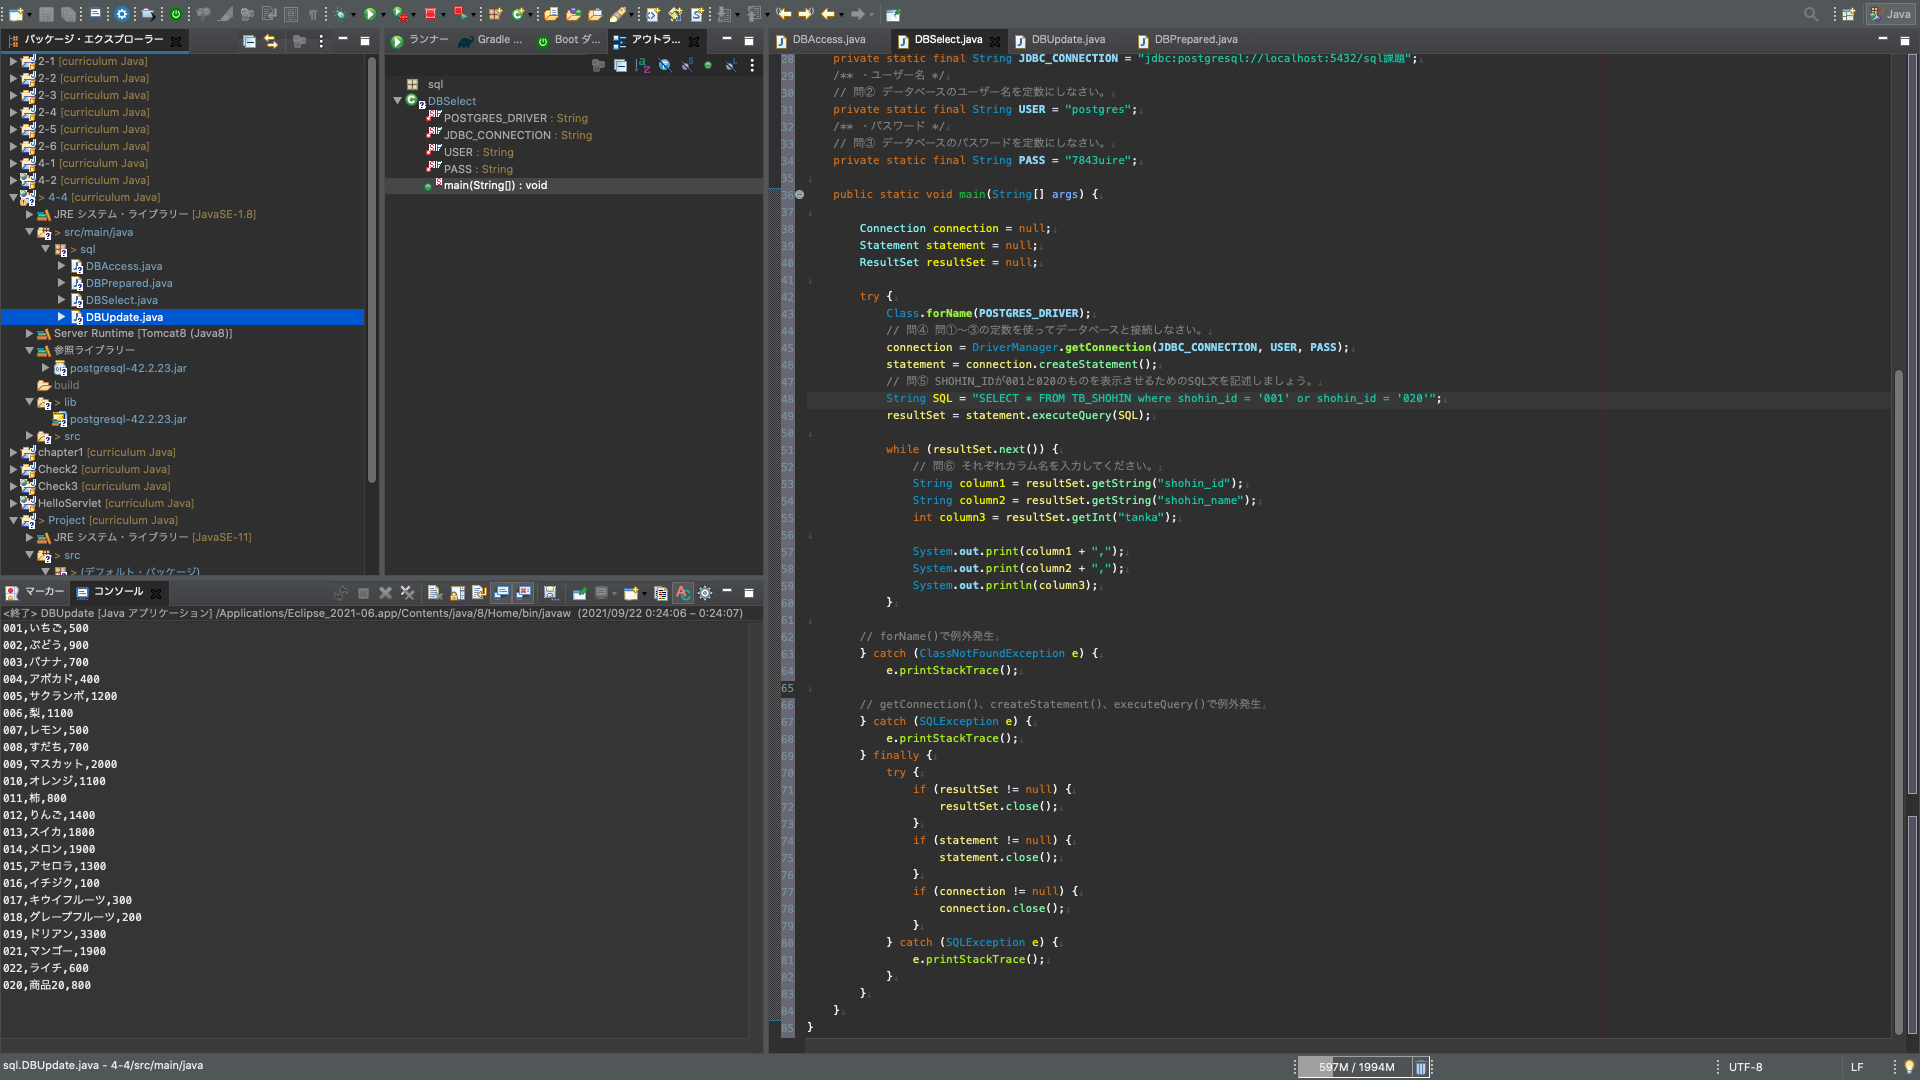 Java
パッケージ・エクスプローラー
2-1 [curriculum Java]
2-2 [curriculum Java]
2-3 [curriculum Java]
2-4 [curriculum Java]
2-5 [curriculum Java]
2-6 [curriculum Java]
4-1 [curriculum Java]
4-2 [curriculum Java]
> 4-4 [curriculum Java]
JRE システム・ライブラリー [JavaSE-1.8]
> src/main/java
> sql
DBAccess.java
DBPrepared.java
DBSelect.java
DBUpdate.java
Server Runtime [Tomcat8 (Java8)]
参照ライブラリー
postgresql-42.2.23.jar
build
> lib
postgresql-42.2.23.jar
> src
chapter1 [curriculum Java]
Check2 [curriculum Java]
Check3 [curriculum Java]
HelloServlet [curriculum Java]
> Project [curriculum Java]
JRE システム・ライブラリー [JavaSE-11]
> src
> (デフォルト・パッケージ)
ランナー Gradle ... Boot ダ... アウトラ...
sql
DBSelect
POSTGRES_DRIVER : String
JDBC_CONNECTION : String
USER : String
PASS : String
main(String[]) : void
DBAccess.java DBSelect.java DBUpdate.java DBPrepared.java
28 private static final String JDBC_CONNECTION = "jdbc:postgresql://localhost:5432/sql課題";
29 /** ・ユーザー名 */
30 // 問② データベースのユーザー名を定数にしなさい。
31 private static final String USER = "postgres";
32 /** ・パスワード */
33 // 問③ データベースのパスワードを定数にしなさい。
34 private static final String PASS = "7843uire";
35
36 public static void main(String[] args) {
37
38 Connection connection = null;
39 Statement statement = null;
40 ResultSet resultSet = null;
41
42 try {
43 Class.forName(POSTGRES_DRIVER);
44 // 問④ 問①〜③の定数を使ってデータベースと接続しなさい。
45 connection = DriverManager.getConnection(JDBC_CONNECTION, USER, PASS);
46 statement = connection.createStatement();
47 // 問⑤ SHOHIN_IDが001と020のものを表示させるためのSQL文を記述しましょう。
48 String SQL = "SELECT * FROM TB_SHOHIN where shohin_id = '001' or shohin_id = '020'";
49 resultSet = statement.executeQuery(SQL);
50
51 while (resultSet.next()) {
52 // 問⑥ それぞれカラム名を入力してください。
53 String column1 = resultSet.getString("shohin_id");
54 String column2 = resultSet.getString("shohin_name");
55 int column3 = resultSet.getInt("tanka");
56
57 System.out.print(column1 + ",");
58 System.out.print(column2 + ",");
59 System.out.println(column3);
60 }
61
62 // forName()で例外発生
63 } catch (ClassNotFoundException e) {
64 e.printStackTrace();
65
66 // getConnection()、createStatement()、executeQuery()で例外発生
67 } catch (SQLException e) {
68 e.printStackTrace();
69 } finally {
70 try {
71 if (resultSet != null) {
72 resultSet.close();
73 }
74 if (statement != null) {
75 statement.close();
76 }
77 if (connection != null) {
78 connection.close();
79 }
80 } catch (SQLException e) {
81 e.printStackTrace();
82 }
83 }
84 }
85 }
マーカー コンソール
<終了> DBUpdate [Java アプリケーション] /Applications/Eclipse_2021-06.app/Contents/java/8/Home/bin/javaw (2021/09/22 0:24:06 – 0:24:07)
001,いちご,500
002,ぶどう,900
003,バナナ,700
004,アボカド,400
005,サクランボ,1200
006,梨,1100
007,レモン,500
008,すだち,700
009,マスカット,2000
010,オレンジ,1100
011,柿,800
012,りんご,1400
013,スイカ,1800
014,メロン,1900
015,アセロラ,1300
016,イチジク,100
017,キウイフルーツ,300
018,グレープフルーツ,200
019,ドリアン,3300
021,マンゴー,1900
022,ライチ,600
020,商品20,800
sql.DBUpdate.java - 4-4/src/main/java
597M / 1994M
UTF-8
LF